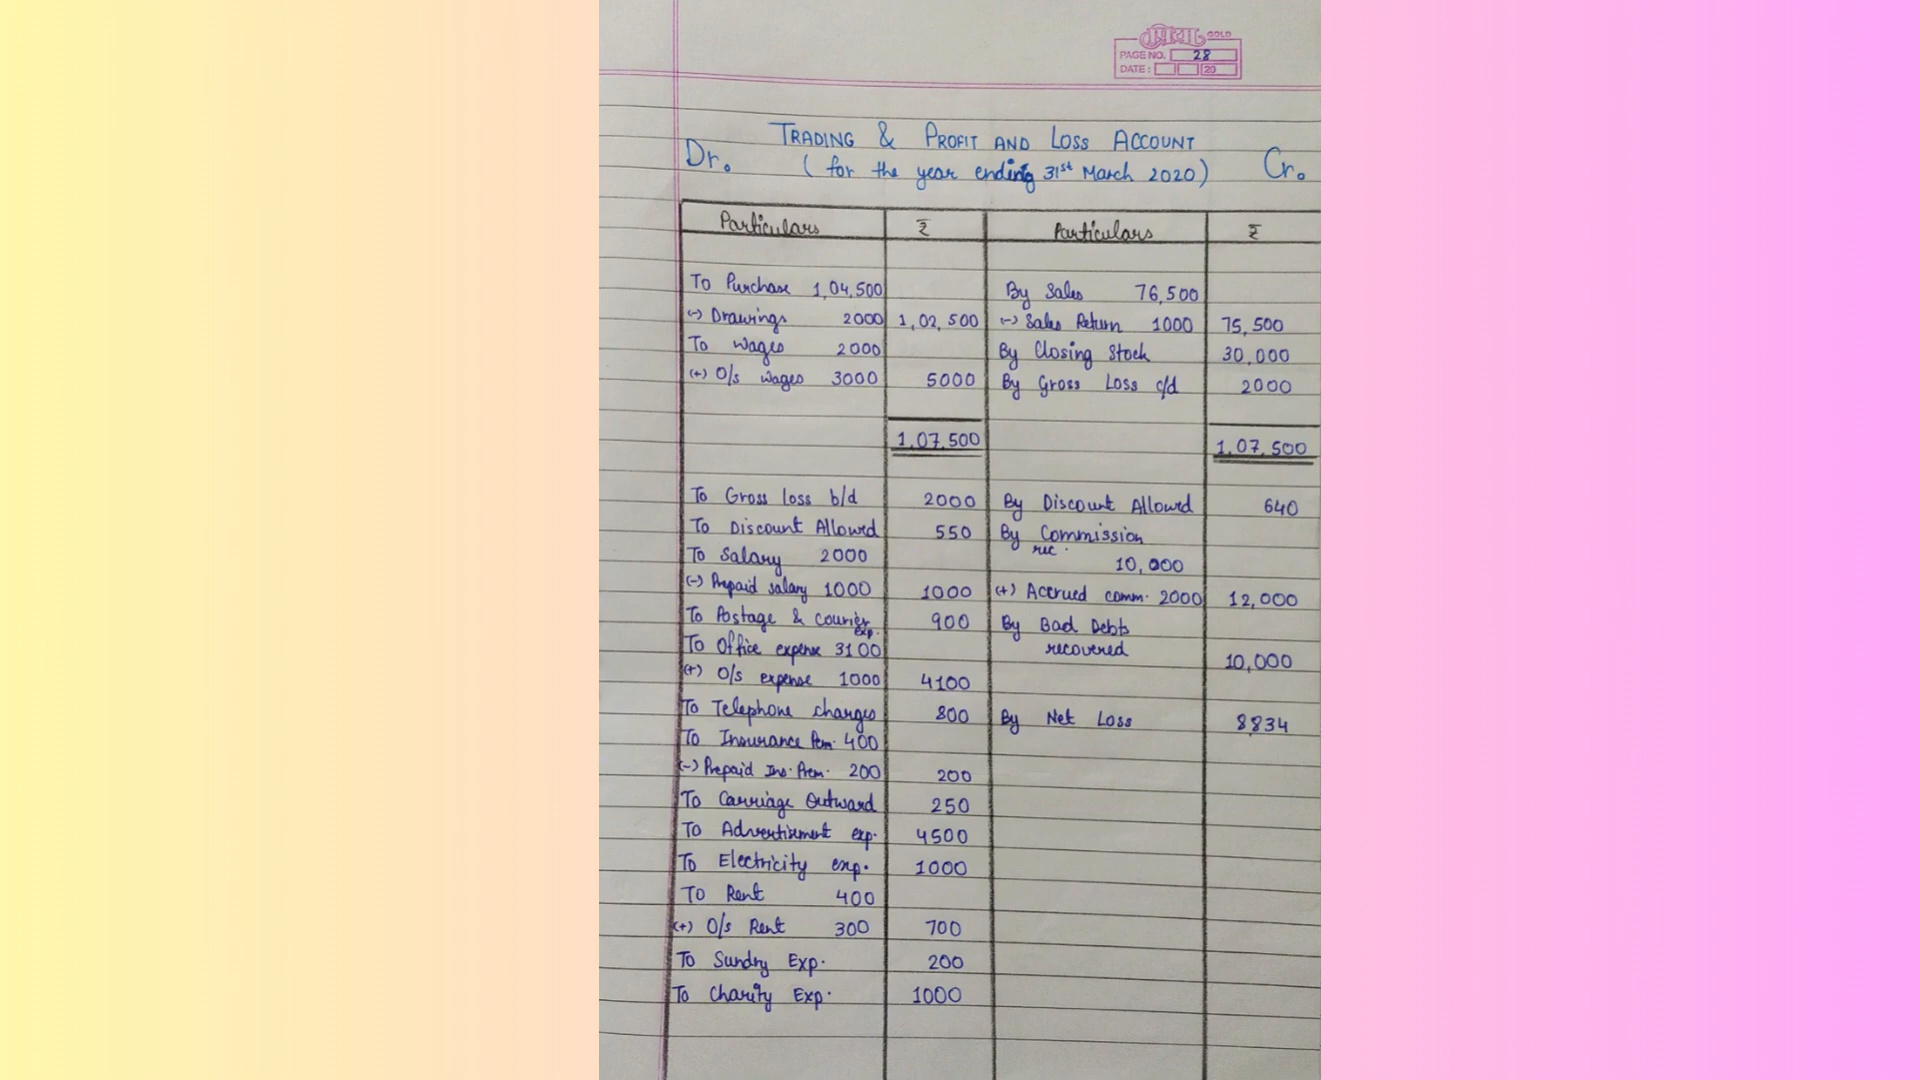 GOLD
PAGE NO. 28
DATE: 20
TRADING & PROFIT AND LOSS ACCOUNT
Dr. (for the year ending 31st March 2020) Cr.
Particulars ₹ Particulars ₹
To Purchase 1,04,500 By Sales 76,500
(-) Drawings 2000 1,02,500 (-) Sales Return 1000 75,500
To Wages 2000 By Closing Stock 30,000
(+) O/s Wages 3000 5000 By Gross Loss c/d 2000
1,07,500 1,07,500
To Gross loss b/d 2000 By Discount Allowed 640
To Discount Allowed 550 By Commission
rec.
To Salary 2000 10,000
(-) Prepaid salary 1000 1000 (+) Accrued comm. 2000 12,000
To Postage & courier exp. 900 By Bad Debts
To Office expense 3100 recovered 10,000
(+) O/s expense 1000 4100
To Telephone charges 800 By Net Loss 8834
To Insurance Pem. 400
(-) Prepaid Ins. Prem. 200 200
To Carriage Outward 250
To Advertisment exp. 4500
To Electricity exp. 1000
To Rent 400
(+) O/s Rent 300 700
To Sundry Exp. 200
To Charity Exp. 1000